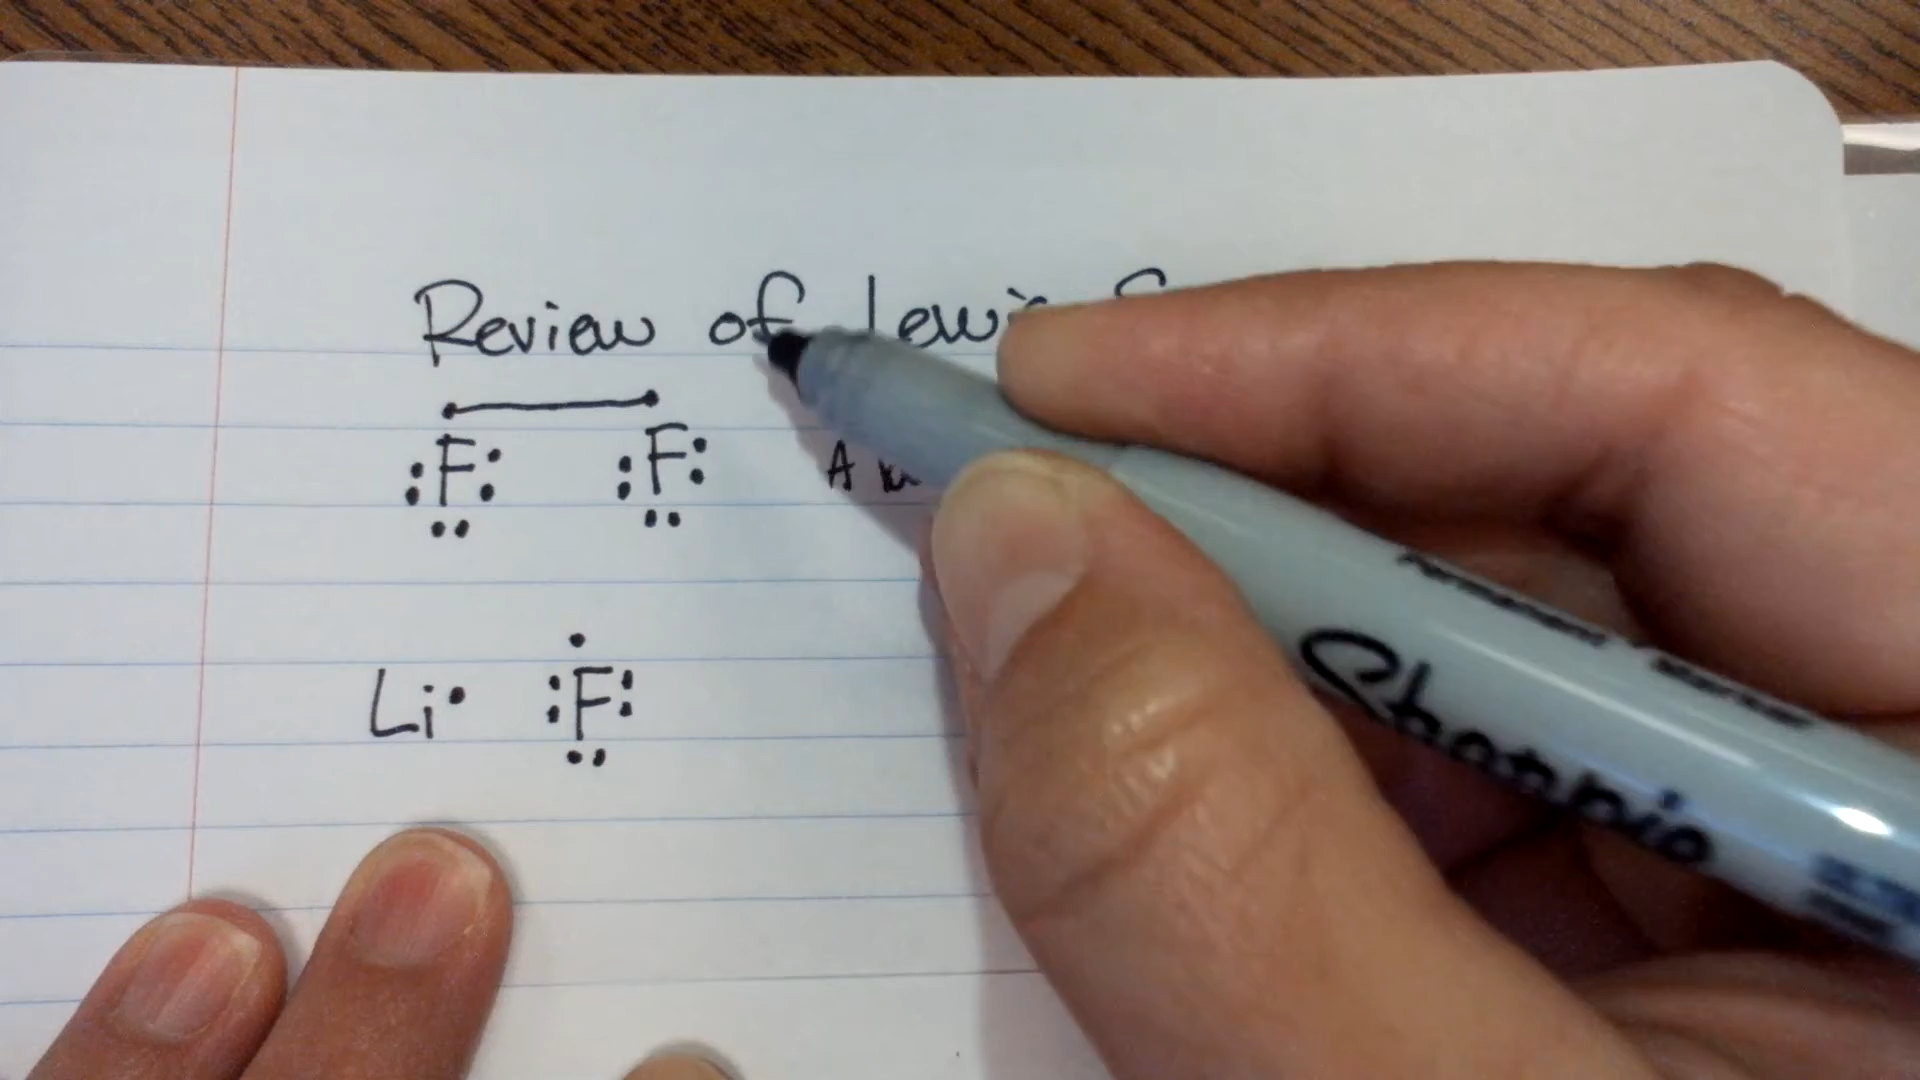 Review of Lewis
:F: :F:
A
Li· :F:
Sharpie